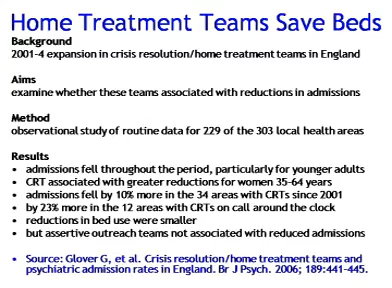 Home Treatment Teams Save Beds
Background
2001-4 expansion in crisis resolution/home treatment teams in England
Aims
examine whether these teams associated with reductions in admissions
Method
observational study of routine data for 229 of the 303 local health areas
Results
• admissions fell throughout the period, particularly for younger adults
• CRT associated with greater reductions for women 35-64 years
• admissions fell by 10% more in the 34 areas with CRTs since 2001
• by 23% more in the 12 areas with CRTs on call around the clock
• reductions in bed use were smaller
• but assertive outreach teams not associated with reduced admissions
• Source: Glover G, et al. Crisis resolution/home treatment teams and
psychiatric admission rates in England. Br J Psych. 2006; 189:441-445.